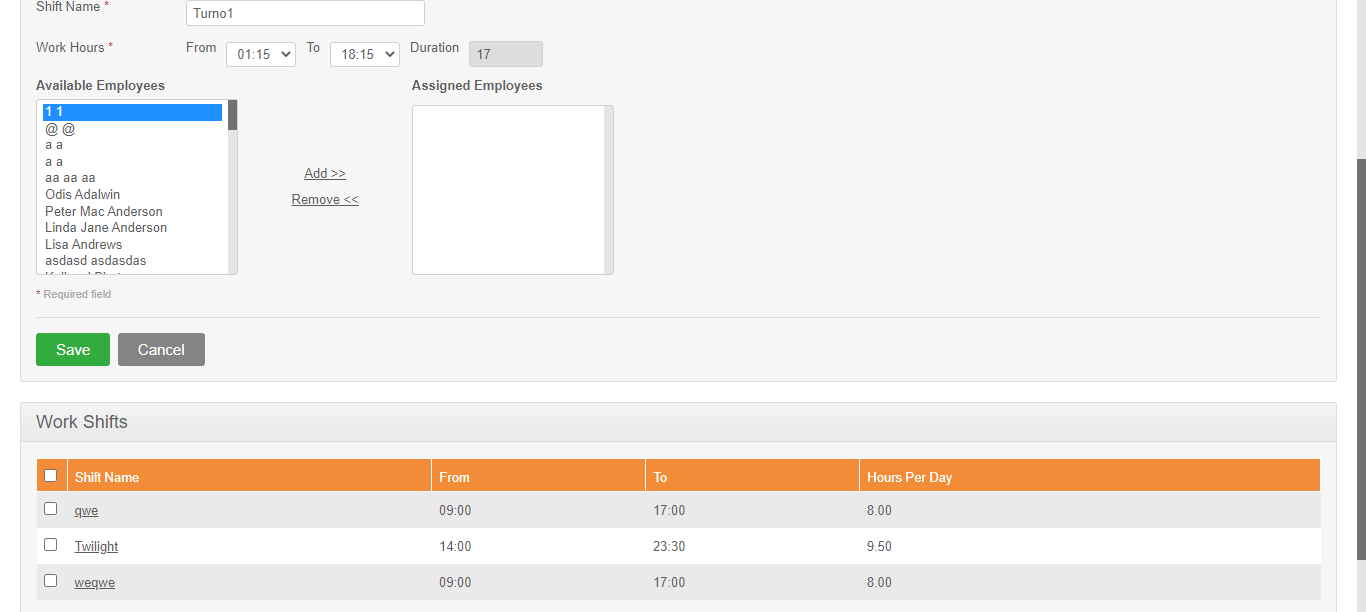 Shift Name *
Turno1
Work Hours *
From
01:15
To
18:15
Duration
17
Available Employees
Assigned Employees
1 1
@ @
a a
a a
aa aa aa
Odis Adalwin
Peter Mac Anderson
Linda Jane Anderson
Lisa Andrews
asdasd asdasdas
Add >>
Remove <<
* Required field
Save
Cancel
Work Shifts
Shift Name From To Hours Per Day
qwe 09:00 17:00 8.00
Twilight 14:00 23:30 9.50
weqwe 09:00 17:00 8.00